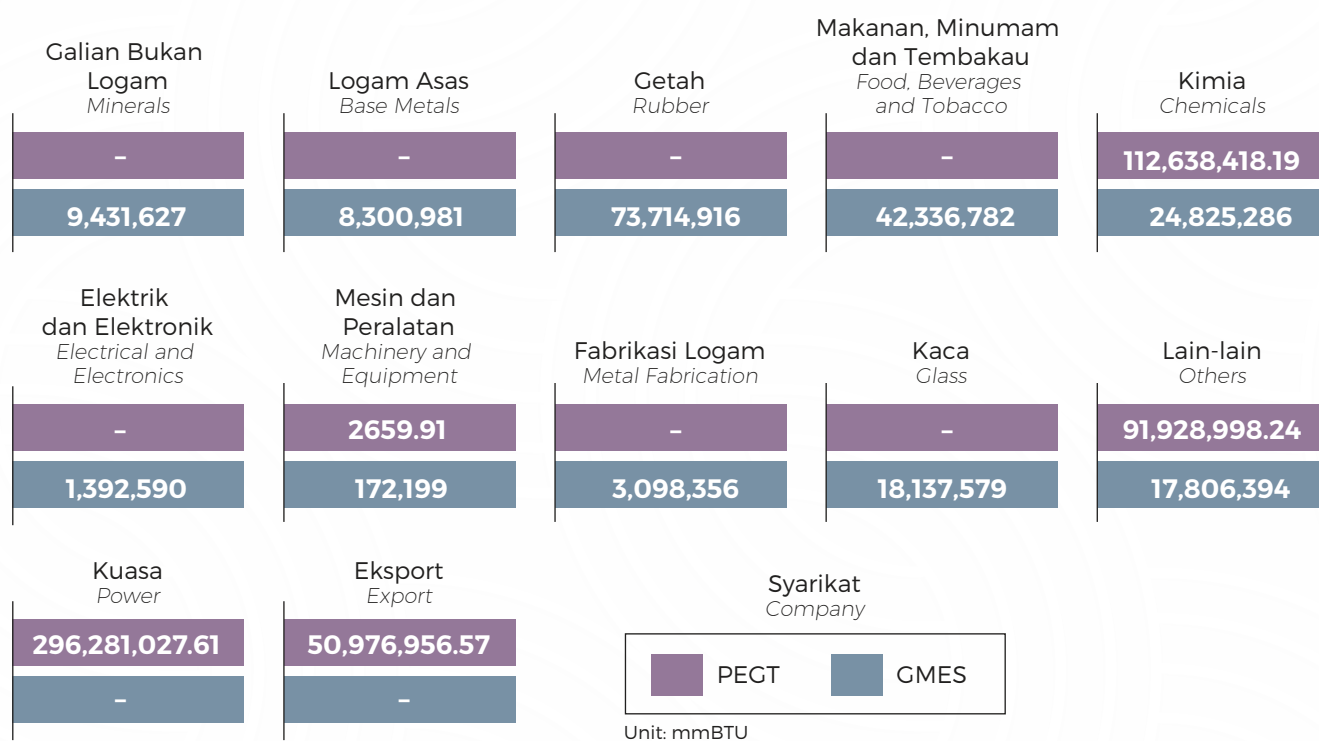 Galian Bukan
Logam
Minerals
–
9,431,627
Logam Asas
Base Metals
–
8,300,981
Getah
Rubber
–
73,714,916
Makanan, Minumam
dan Tembakau
Food, Beverages
and Tobacco
–
42,336,782
Kimia
Chemicals
112,638,418.19
24,825,286
Elektrik
dan Elektronik
Electrical and
Electronics
–
1,392,590
Mesin dan
Peralatan
Machinery and
Equipment
2659.91
172,199
Fabrikasi Logam
Metal Fabrication
–
3,098,356
Kaca
Glass
–
18,137,579
Lain-lain
Others
91,928,998.24
17,806,394
Kuasa
Power
296,281,027.61
–
Eksport
Export
50,976,956.57
–
Syarikat
Company
PEGT
GMES
Unit: mmBTU